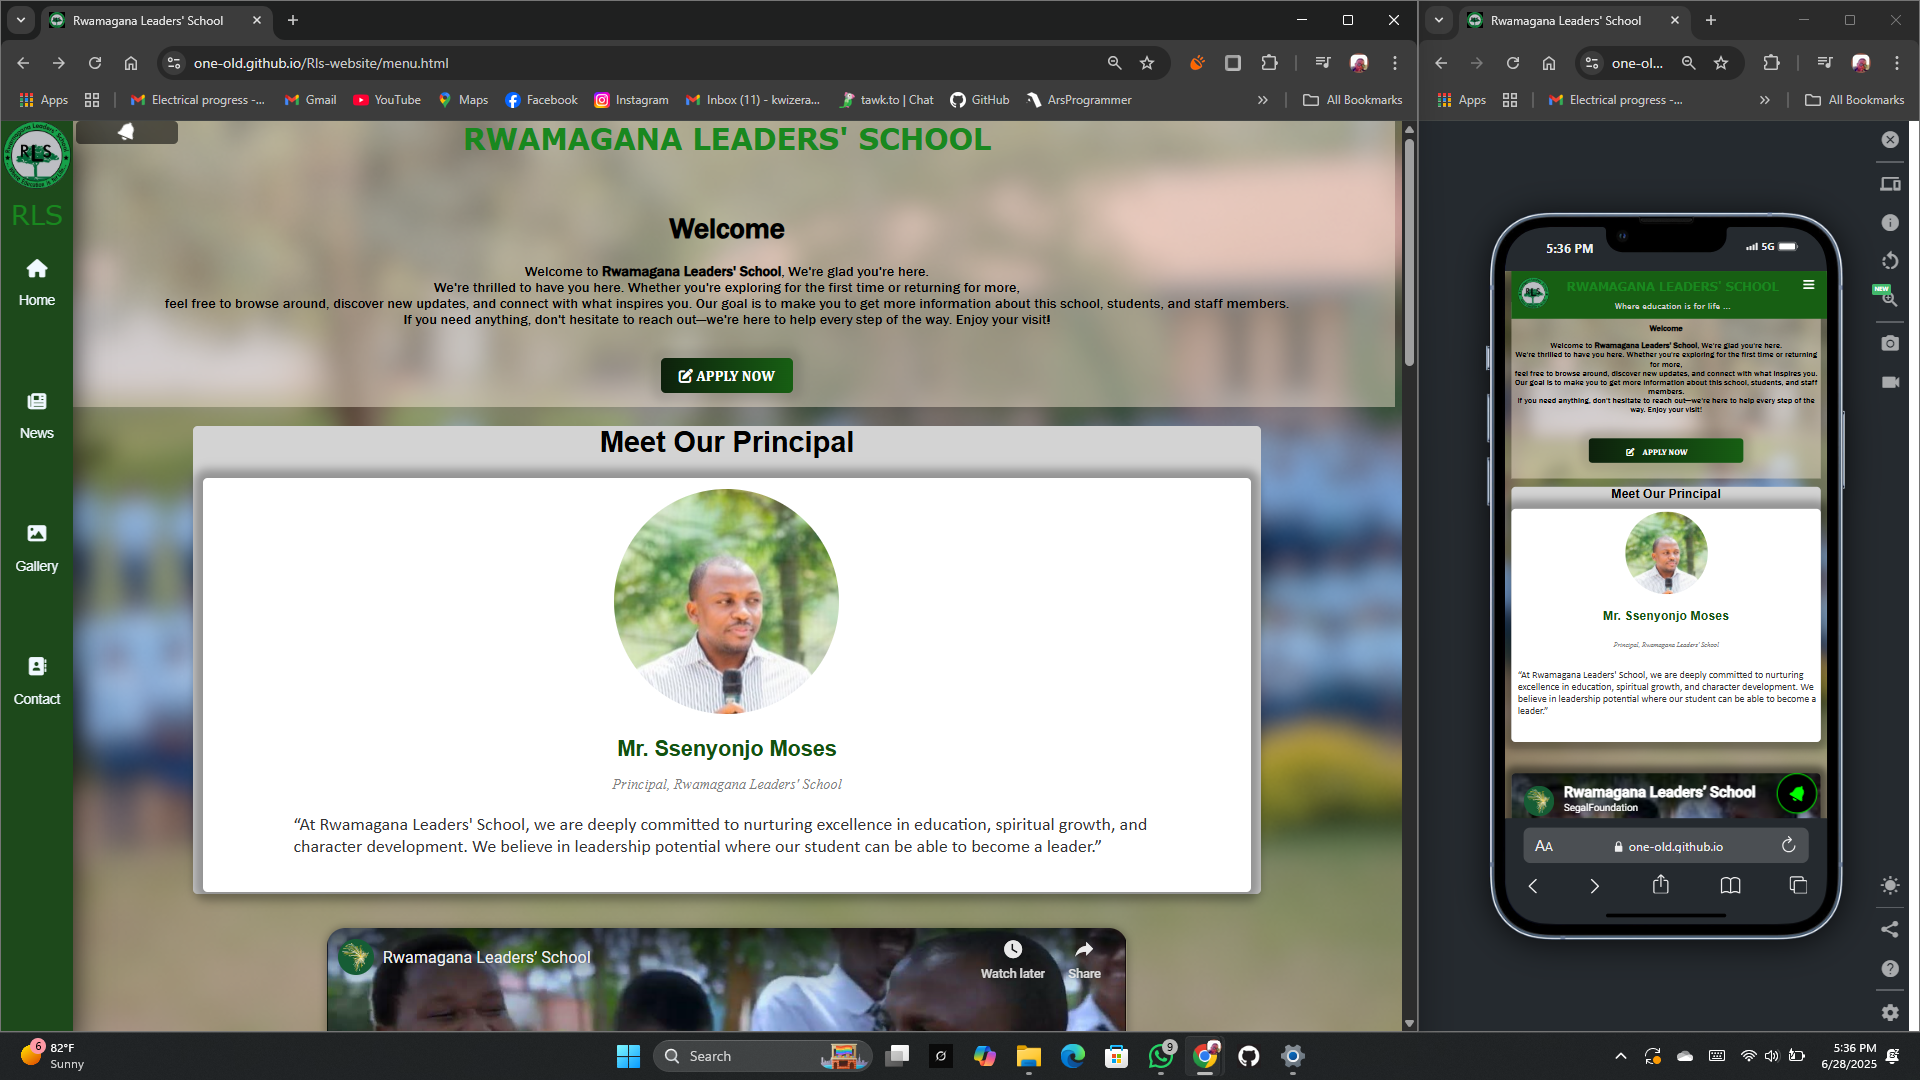 Rwamagana Leaders' School
one-old.github.io/Rls-website/menu.html
Apps
Electrical progress -...
Gmail
YouTube
Maps
Facebook
Instagram
Inbox (11) - kwizera...
tawk.to | Chat
GitHub
ArsProgrammer
All Bookmarks
RLS
RLS
Home
News
Gallery
Contact
RWAMAGANA LEADERS' SCHOOL
Welcome
Welcome to Rwamagana Leaders' School, We're glad you're here.
We're thrilled to have you here. Whether you're exploring for the first time or returning for more,
feel free to browse around, discover new updates, and connect with what inspires you. Our goal is to make you to get more information about this school, students, and staff members.
If you need anything, don't hesitate to reach out—we're here to help every step of the way. Enjoy your visit!
APPLY NOW
Meet Our Principal
Mr. Ssenyonjo Moses
Principal, Rwamagana Leaders' School
“At Rwamagana Leaders' School, we are deeply committed to nurturing excellence in education, spiritual growth, and
character development. We believe in leadership potential where our student can be able to become a leader.”
Rwamagana Leaders’ School
Watch later
Share
Rwamagana Leaders' School
one-ol...
Apps
Electrical progress -...
All Bookmarks
NEW
5:36 PM
5G
RLS
RWAMAGANA LEADERS' SCHOOL
Where education is for life ...
Welcome
Welcome to Rwamagana Leaders' School, We're glad you're here.
We're thrilled to have you here. Whether you're exploring for the first time or returning
for more,
feel free to browse around, discover new updates, and connect with what inspires you.
Our goal is to make you to get more information about this school, students, and staff
members.
If you need anything, don't hesitate to reach out—we're here to help every step of the
way. Enjoy your visit!
APPLY NOW
Meet Our Principal
Mr. Ssenyonjo Moses
Principal, Rwamagana Leaders' School
“At Rwamagana Leaders' School, we are deeply committed to nurturing
excellence in education, spiritual growth, and character development. We
believe in leadership potential where our student can be able to become a
leader.”
Rwamagana Leaders’ School
SegalFoundation
AA
one-old.github.io
6
82°F
Sunny
Search
9
5:36 PM
6/28/2025